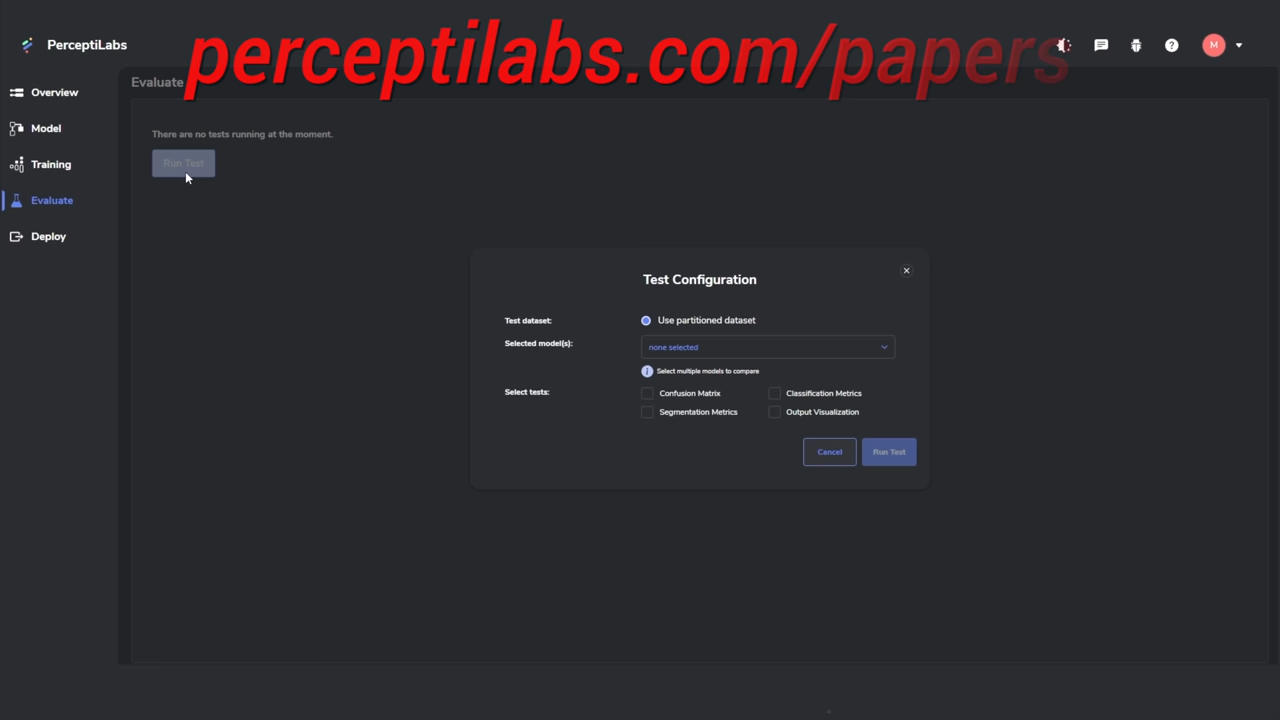 perceptilabs.com/papers
PerceptiLabs
M
Evaluate
Overview
Model
Training
Evaluate
Deploy
There are no tests running at the moment.
Run Test
Test Configuration
Test dataset:
Use partitioned dataset
Selected model(s):
none selected
i Select multiple models to compare
Select tests:
Confusion Matrix
Classification Metrics
Segmentation Metrics
Output Visualization
Cancel
Run Test